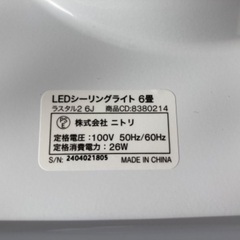 LEDシーリングライト 6畳
ラスタル2 6J 商品CD:8380214
株式会社 ニトリ
定格電圧:100V 50Hz/60Hz
定格消費電力:26W
S/N: 2404021805 MADE IN CHINA